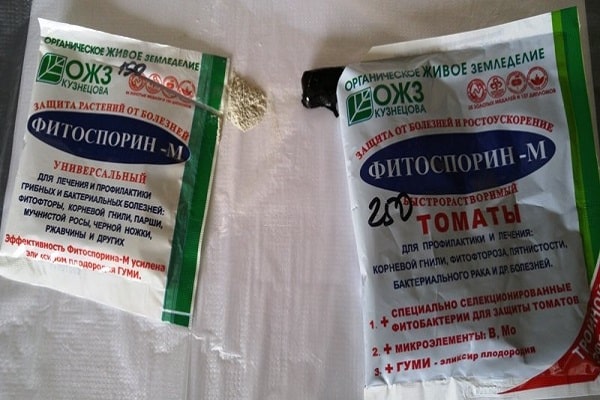 ОРГАНИЧЕСКОЕ ЖИВОЕ ЗЕМЛЕДЕЛИЕ
ОЖЗ
КУЗНЕЦОВА
150
ЗАЩИТА РАСТЕНИЙ ОТ БОЛЕЗНЕЙ
ФИТОСПОРИН-М
УНИВЕРСАЛЬНЫЙ
ДЛЯ ЛЕЧЕНИЯ И ПРОФИЛАКТИКИ
ГРИБНЫХ И БАКТЕРИАЛЬНЫХ БОЛЕЗНЕЙ:
ФИТОФТОРЫ, КОРНЕВОЙ ГНИЛИ, ПАРШИ,
МУЧНИСТОЙ РОСЫ, ЧЕРНОЙ НОЖКИ,
РЖАВЧИНЫ И ДРУГИХ
Эффективность Фитоспорина-М усилена
эликсиром плодородия ГУМИ.
ОРГАНИЧЕСКОЕ ЖИВОЕ ЗЕМЛЕДЕЛИЕ
ОЖЗ
КУЗНЕЦОВА
ЗАЩИТА ОТ БОЛЕЗНЕЙ И РОСТОУСКОРЕНИЕ
ФИТОСПОРИН-М
250
БЫСТРОРАСТВОРИМЫЙ
ТОМАТЫ
ДЛЯ ПРОФИЛАКТИКИ И ЛЕЧЕНИЯ:
КОРНЕВОЙ ГНИЛИ, ФИТОФТОРОЗА, ПЯТНИСТОСТИ,
БАКТЕРИАЛЬНОГО РАКА И ДР. БОЛЕЗНЕЙ.
1. + СПЕЦИАЛЬНО СЕЛЕКЦИОНИРОВАННЫЕ
ФИТОБАКТЕРИИ ДЛЯ ЗАЩИТЫ ТОМАТОВ
2. + МИКРОЭЛЕМЕНТЫ: B, Mo
3. + ГУМИ - эликсир плодородия